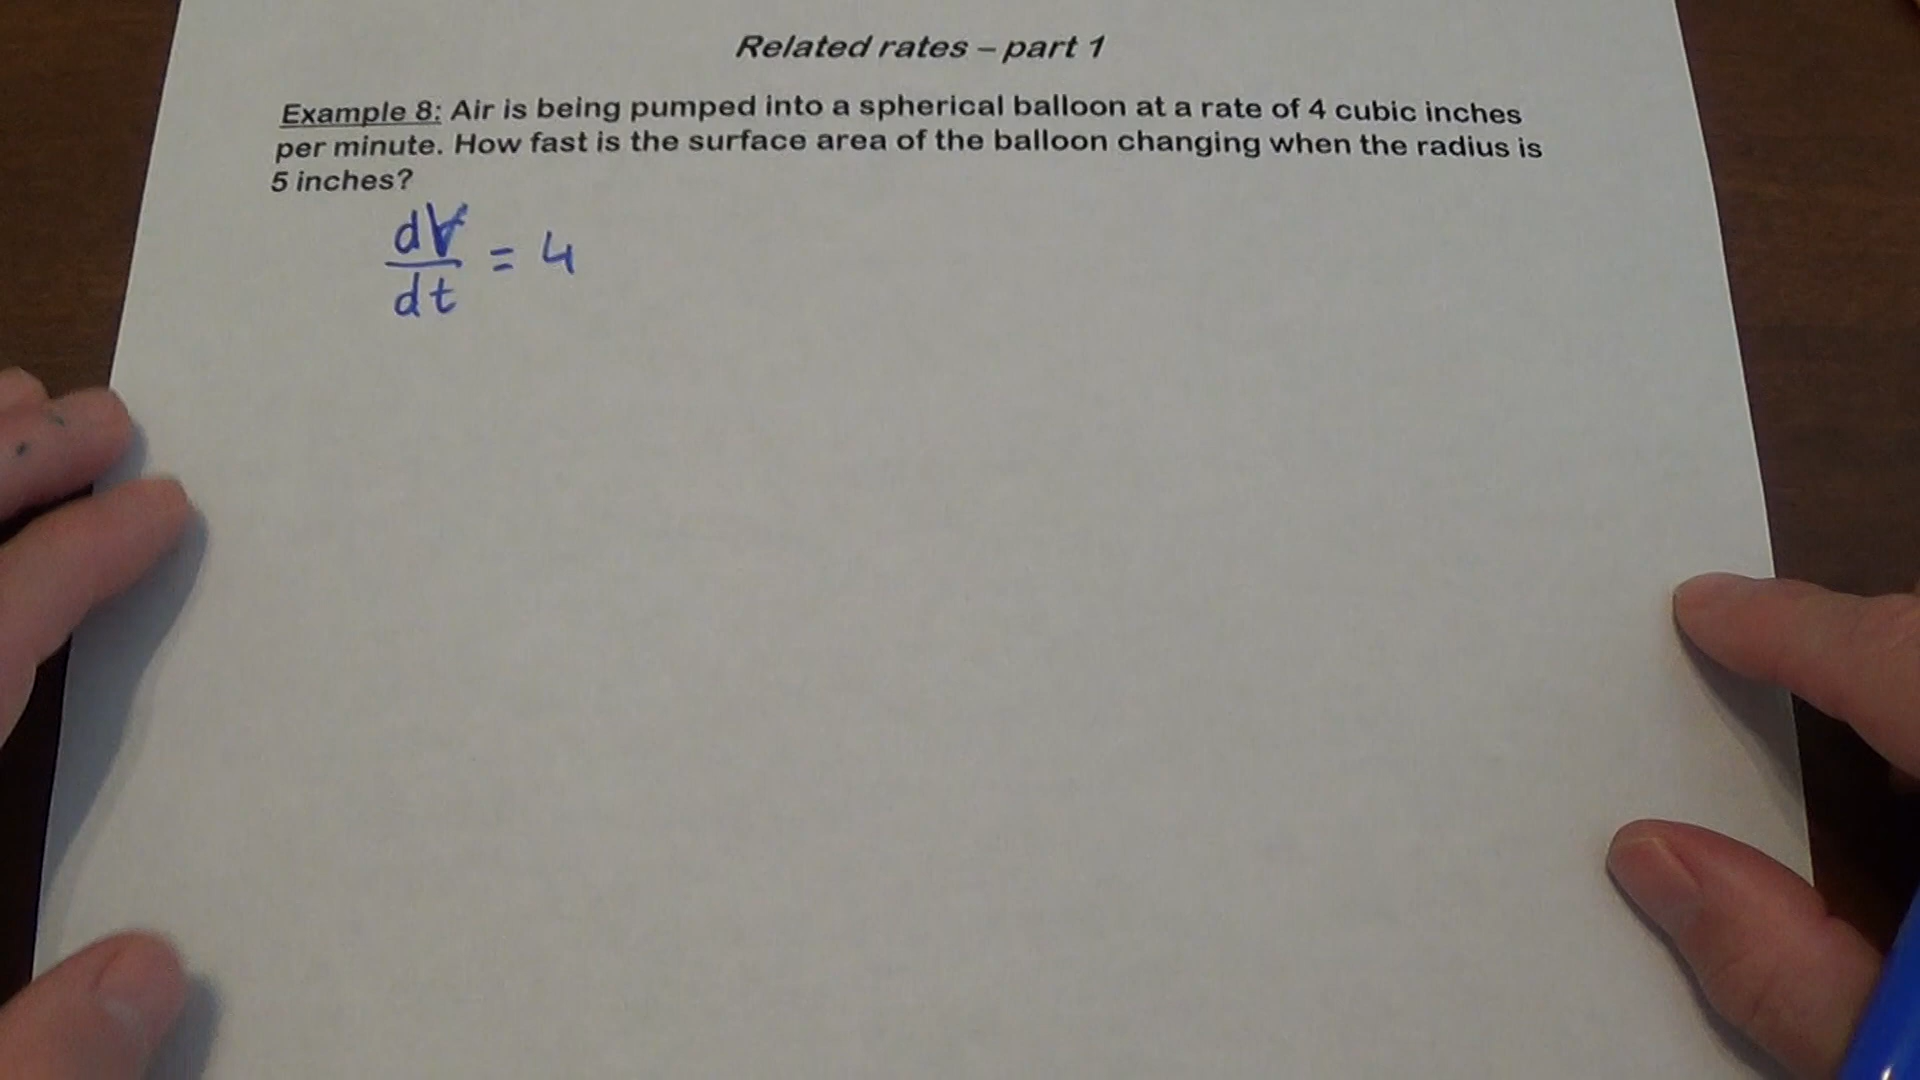 Related rates – part 1
Example 8: Air is being pumped into a spherical balloon at a rate of 4 cubic inches
per minute. How fast is the surface area of the balloon changing when the radius is
5 inches?
dV/dt = 4